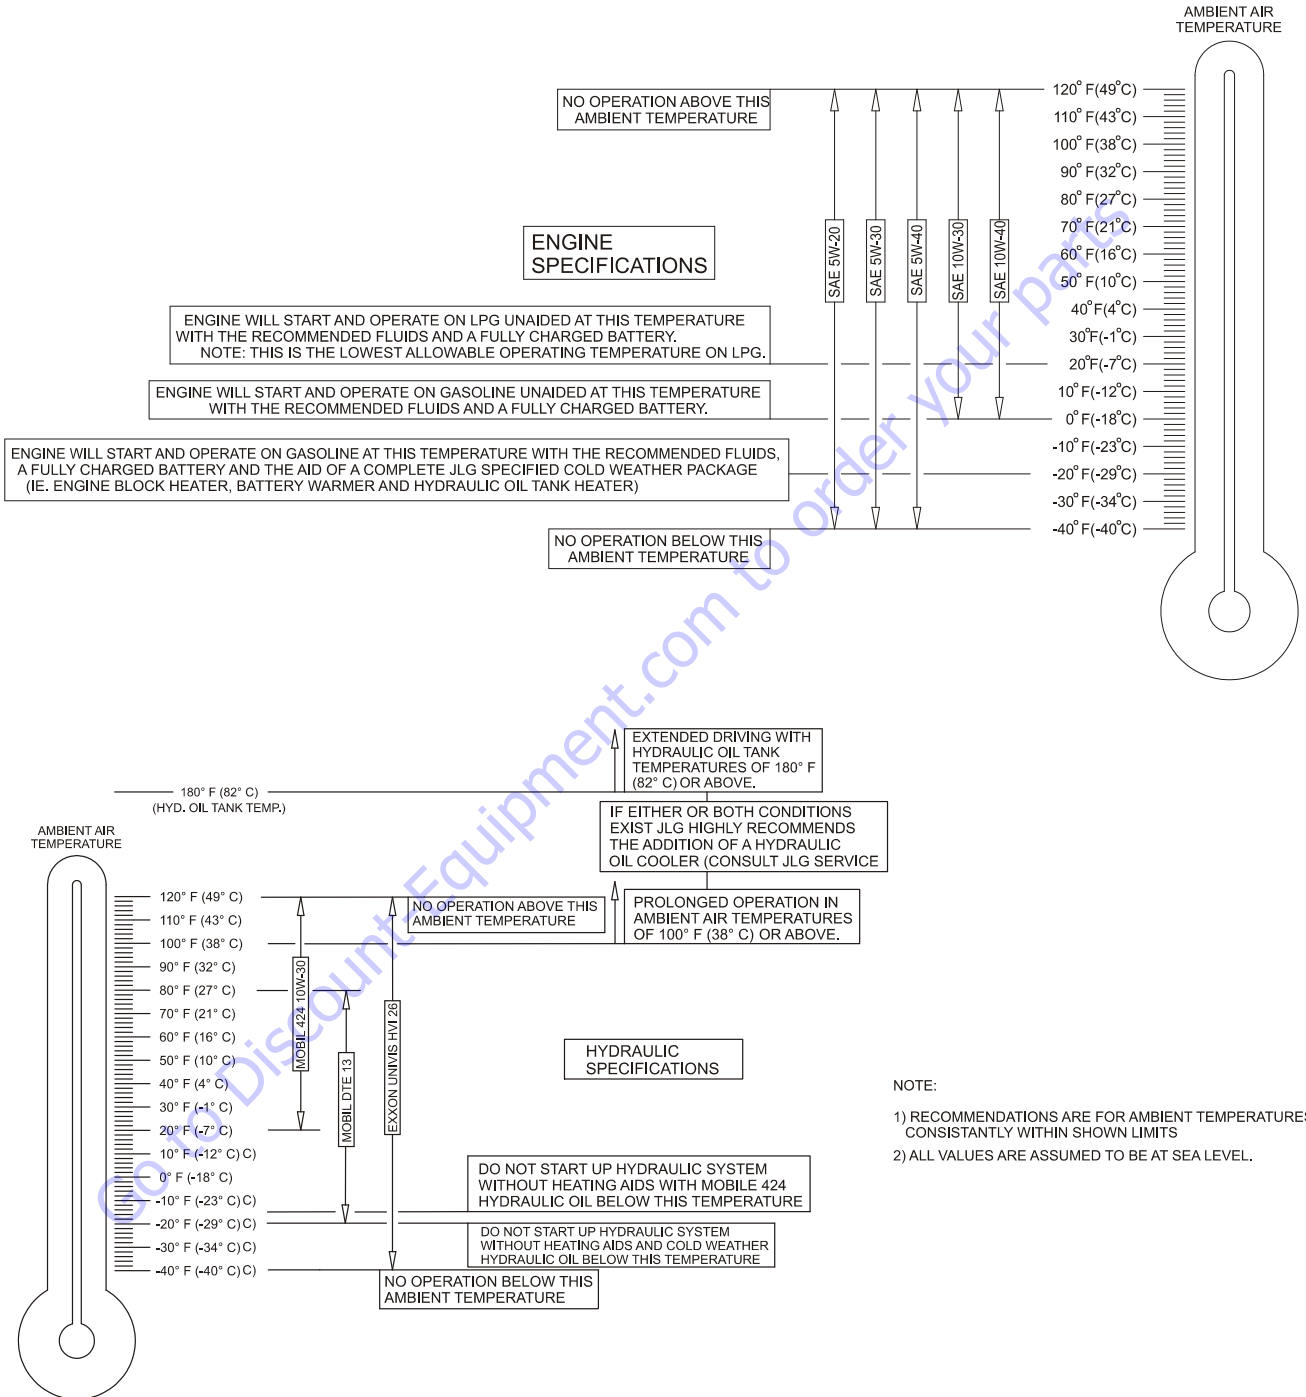 AMBIENT AIR
TEMPERATURE
NO OPERATION ABOVE THIS
AMBIENT TEMPERATURE
120° F(49°C)
110° F(43°C)
100° F(38°C)
90° F(32°C)
80° F(27°C)
70° F(21°C)
60° F(16°C)
50° F(10°C)
40° F(4°C)
30°F(-1°C)
20°F(-7°C)
10° F(-12°C)
0° F(-18°C)
-10° F(-23°C)
-20° F(-29°C)
-30° F(-34°C)
-40° F(-40°C)
SAE 5W-20
SAE 5W-30
SAE 5W-40
SAE 10W-30
SAE 10W-40
ENGINE
SPECIFICATIONS
ENGINE WILL START AND OPERATE ON LPG UNAIDED AT THIS TEMPERATURE
WITH THE RECOMMENDED FLUIDS AND A FULLY CHARGED BATTERY.
NOTE: THIS IS THE LOWEST ALLOWABLE OPERATING TEMPERATURE ON LPG.
ENGINE WILL START AND OPERATE ON GASOLINE UNAIDED AT THIS TEMPERATURE
WITH THE RECOMMENDED FLUIDS AND A FULLY CHARGED BATTERY.
ENGINE WILL START AND OPERATE ON GASOLINE AT THIS TEMPERATURE WITH THE RECOMMENDED FLUIDS,
A FULLY CHARGED BATTERY AND THE AID OF A COMPLETE JLG SPECIFIED COLD WEATHER PACKAGE
(IE. ENGINE BLOCK HEATER, BATTERY WARMER AND HYDRAULIC OIL TANK HEATER)
NO OPERATION BELOW THIS
AMBIENT TEMPERATURE
Go to Discount-Equipment.com to order your parts
EXTENDED DRIVING WITH
HYDRAULIC OIL TANK
TEMPERATURES OF 180° F
(82° C) OR ABOVE.
180° F (82° C)
(HYD. OIL TANK TEMP.)
IF EITHER OR BOTH CONDITIONS
EXIST JLG HIGHLY RECOMMENDS
THE ADDITION OF A HYDRAULIC
OIL COOLER (CONSULT JLG SERVICE
PROLONGED OPERATION IN
AMBIENT AIR TEMPERATURES
OF 100° F (38° C) OR ABOVE.
AMBIENT AIR
TEMPERATURE
120° F (49° C)
110° F (43° C)
100° F (38° C)
90° F (32° C)
80° F (27° C)
70° F (21° C)
60° F (16° C)
50° F (10° C)
40° F (4° C)
30° F (-1° C)
20° F (-7° C)
10° F (-12° C) C)
0° F (-18° C)
-10° F (-23° C) C)
-20° F (-29° C) C)
-30° F (-34° C) C)
-40° F (-40° C) C)
MOBIL 424 10W-30
MOBIL DTE 13
EXXON UNIVIS HVI 26
NO OPERATION ABOVE THIS
AMBIENT TEMPERATURE
HYDRAULIC
SPECIFICATIONS
DO NOT START UP HYDRAULIC SYSTEM
WITHOUT HEATING AIDS WITH MOBILE 424
HYDRAULIC OIL BELOW THIS TEMPERATURE
DO NOT START UP HYDRAULIC SYSTEM
WITHOUT HEATING AIDS AND COLD WEATHER
HYDRAULIC OIL BELOW THIS TEMPERATURE
NO OPERATION BELOW THIS
AMBIENT TEMPERATURE
NOTE:
1) RECOMMENDATIONS ARE FOR AMBIENT TEMPERATURES
CONSISTANTLY WITHIN SHOWN LIMITS
2) ALL VALUES ARE ASSUMED TO BE AT SEA LEVEL.